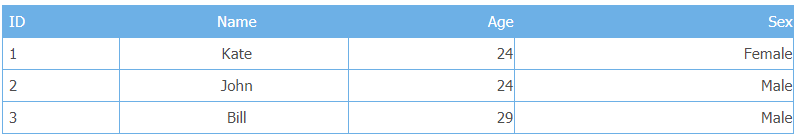 ID Name Age Sex
1 Kate 24 Female
2 John 24 Male
3 Bill 29 Male